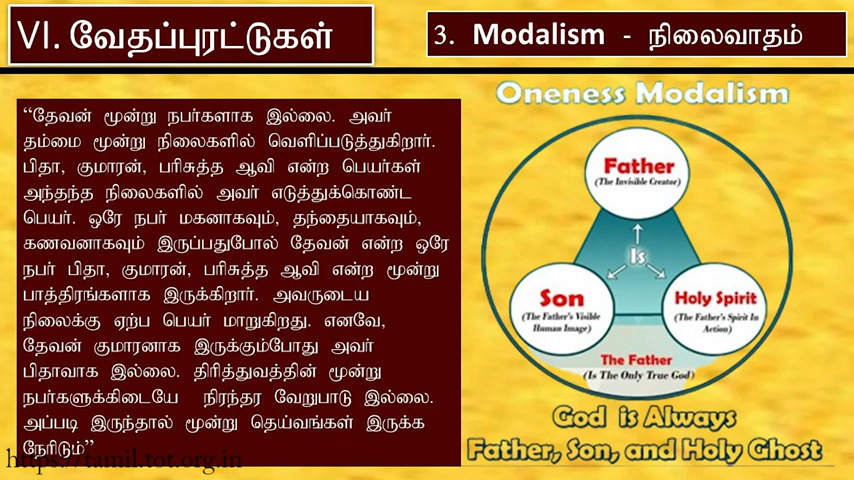 VI. வேதப்புரட்டுகள்
3. Modalism - நிலைவாதம்
“தேவன் மூன்று நபர்களாக இல்லை. அவர்
தம்மை மூன்று நிலைகளில் வெளிப்படுத்துகிறார்.
பிதா, குமாரன், பரிசுத்த ஆவி என்ற பெயர்கள்
அந்தந்த நிலைகளில் அவர் எடுத்துக்கொண்ட
பெயர். ஒரே நபர் மகனாகவும், தந்தையாகவும்,
கணவனாகவும் இருப்பதுபோல் தேவன் என்ற ஒரே
நபர் பிதா, குமாரன், பரிசுத்த ஆவி என்ற மூன்று
பாத்திரங்களாக இருக்கிறார். அவருடைய
நிலைக்கு ஏற்ப பெயர் மாறுகிறது. எனவே,
தேவன் குமாரனாக இருக்கும்போது அவர்
பிதாவாக இல்லை. திரித்துவத்தின் மூன்று
நபர்களுக்கிடையே நிரந்தர வேறுபாடு இல்லை.
அப்படி இருந்தால் மூன்று தெய்வங்கள் இருக்க
நேரிடும்”
https://tamil.tot.org.in
Oneness Modalism
Father
(The Invisible Creator)
Is
Son
(The Father's Visible
Human Image)
Holy Spirit
(The Father's Spirit In
Action)
The Father
(Is The Only True God)
God is Always
Father, Son, and Holy Ghost